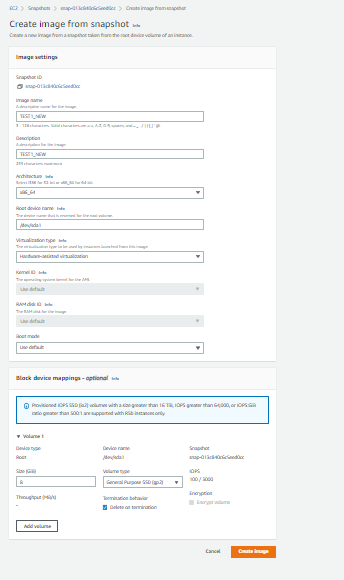 EC2 > Snapshots > snap-013c840c6c5eed0cc > Create image from snapshot
Create image from snapshot Info
Create a new image from a snapshot taken from the root device volume of an instance.
Image settings
Snapshot ID
snap-013c840c6c5eed0cc
Image name
A descriptive name for the image.
TEST1_NEW
3 - 128 characters. Valid characters are a-z, A-Z, 0-9, spaces, and
Description
A description for the image.
TEST1_NEW
255 characters maximum
Architecture Info
Select i386 for 32-bit or x86_64 for 64-bit.
x86_64
Root device name Info
The device name that is reserved for the root volume.
/dev/sda1
Virtualization type Info
The virtualization type to be used by instances launched from this image.
Hardware-assisted virtualization
Kernel ID Info
The operating system kernel for the AMI.
Use default
RAM disk ID Info
The RAM disk for the image.
Use default
Boot mode
Use default
Block device mappings - optional Info
Provisioned IOPS SSD (io2) volumes with a size greater than 16 TiB, IOPS greater than 64,000, or IOPS:GiB
ratio greater than 500:1 are supported with R5b instances only.
Volume 1
Device type Device name Snapshot
Root /dev/sda1 snap-013c840c6c5eed0cc
Size (GiB) Volume type IOPS
8 General Purpose SSD (gp2) 100 / 3000
Throughput (MB/s) Termination behavior Encryption
- Delete on termination Encrypt volume
Add volume
Cancel Create image